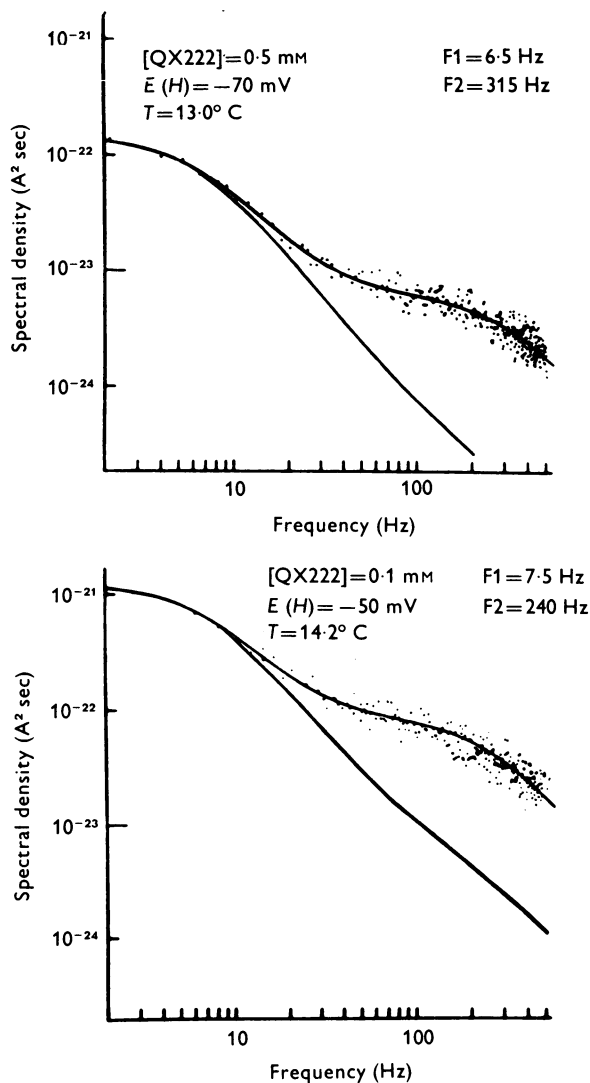 10⁻²¹
[QX222]=0·5 mM
F1=6·5 Hz
E (H)=−70 mV
F2=315 Hz
T=13·0° C
10⁻²²
Spectral density (A² sec)
10⁻²³
10⁻²⁴
10
100
Frequency (Hz)
[QX222]=0·1 mM
F1=7·5 Hz
10⁻²¹
E (H)=−50 mV
F2=240 Hz
T=14·2° C
10⁻²²
Spectral density (A² sec)
10⁻²³
10⁻²⁴
10
100
Frequency (Hz)